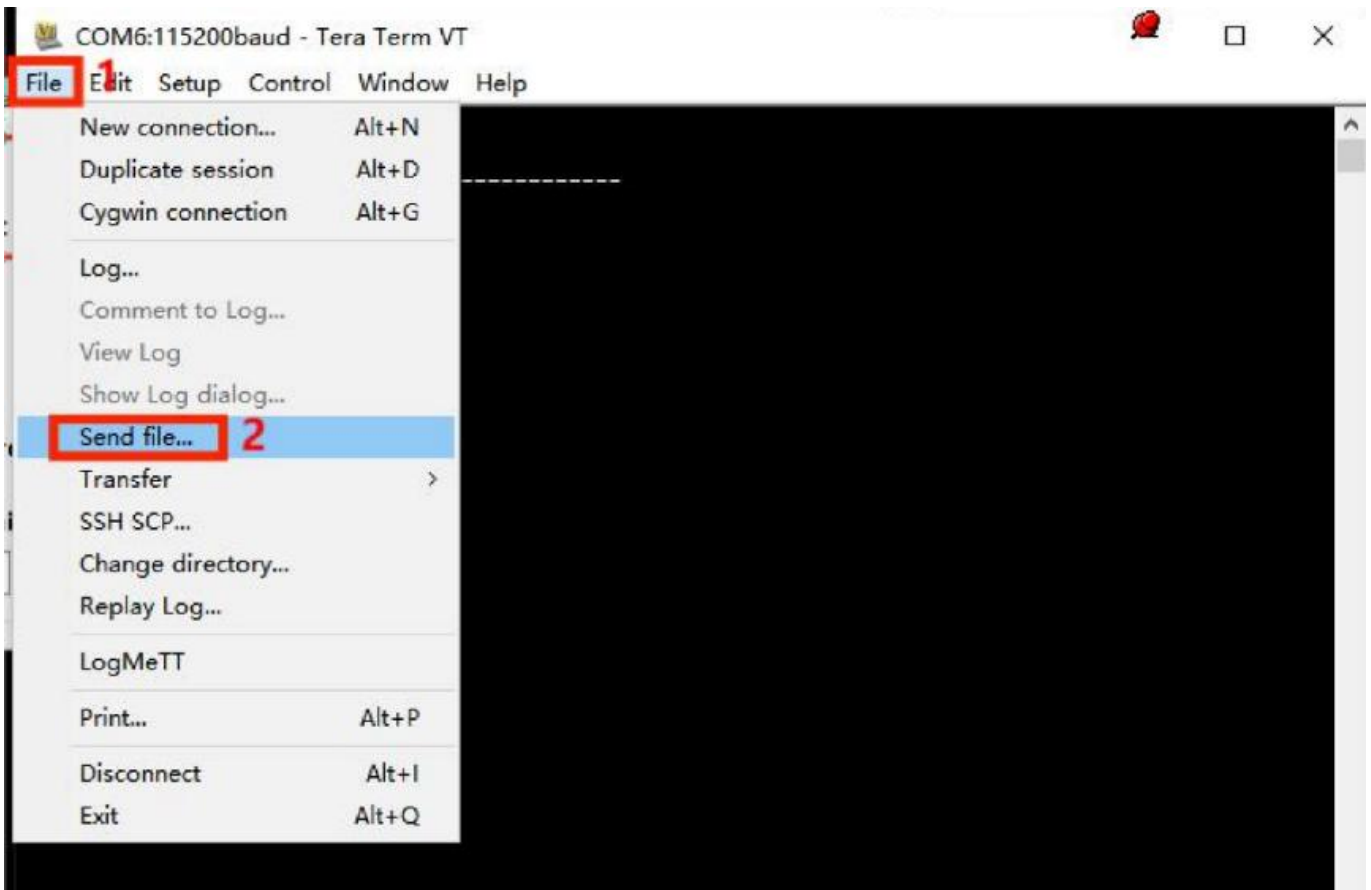 COM6:115200baud - Tera Term VT
File 1 Edit Setup Control Window Help
New connection... Alt+N
Duplicate session Alt+D
Cygwin connection Alt+G
Log...
Comment to Log...
View Log
Show Log dialog...
Send file... 2
Transfer >
SSH SCP...
Change directory...
Replay Log...
LogMeTT
Print... Alt+P
Disconnect Alt+I
Exit Alt+Q